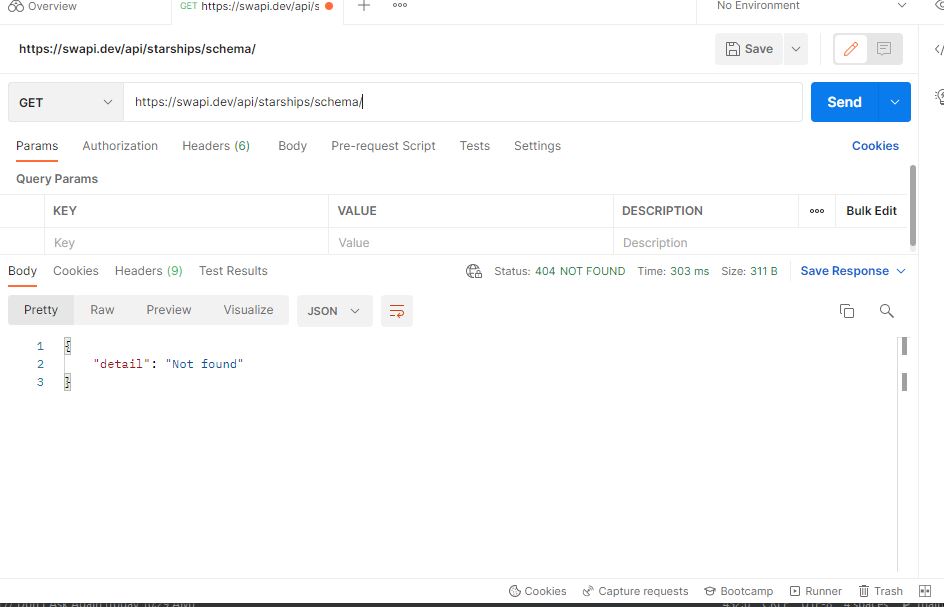 Overview
GET https://swapi.dev/api/s
No Environment
https://swapi.dev/api/starships/schema/
Save
GET
https://swapi.dev/api/starships/schema/
Send
Params Authorization Headers (6) Body Pre-request Script Tests Settings Cookies
Query Params
KEY VALUE DESCRIPTION Bulk Edit
Key Value Description
Body Cookies Headers (9) Test Results Status: 404 NOT FOUND Time: 303 ms Size: 311 B Save Response
Pretty Raw Preview Visualize JSON
1 {
2 "detail": "Not found"
3 }
Cookies Capture requests Bootcamp Runner Trash